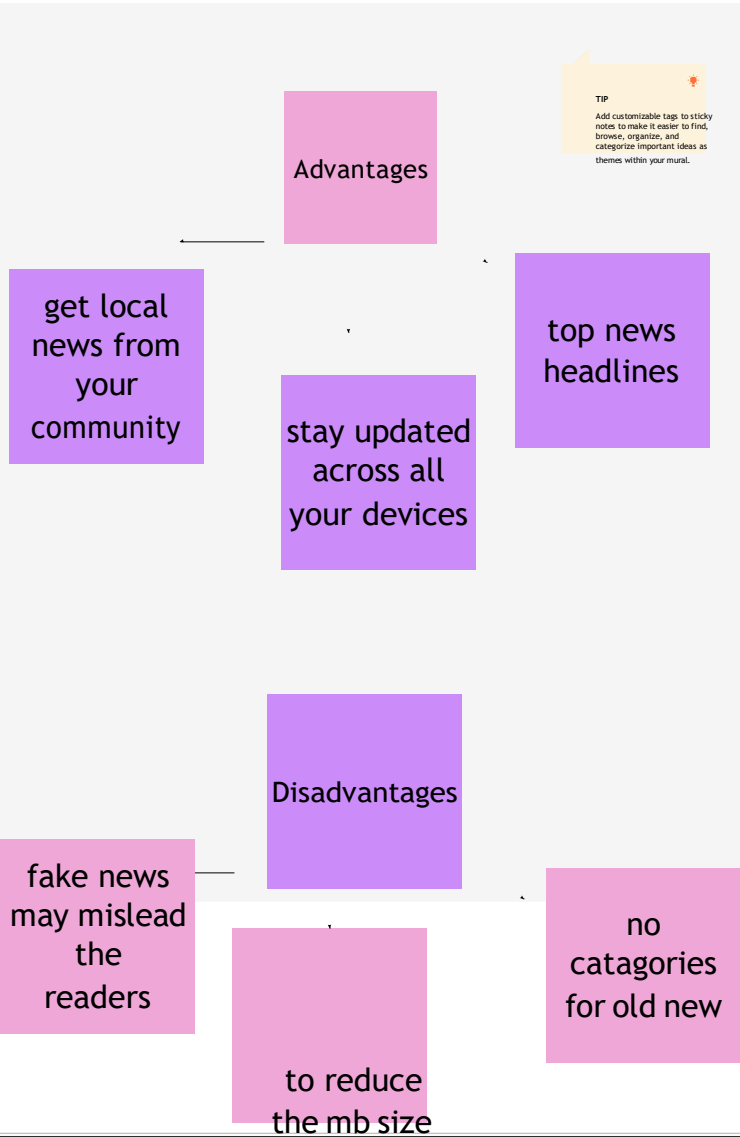 TIP
Add customizable tags to sticky
notes to make it easier to find,
browse, organize, and
categorize important ideas as
themes within your mural.
Advantages
get local
news from
your
community
top news
headlines
stay updated
across all
your devices
Disadvantages
fake news
may mislead
the
readers
no
catagories
for old new
to reduce
the mb size